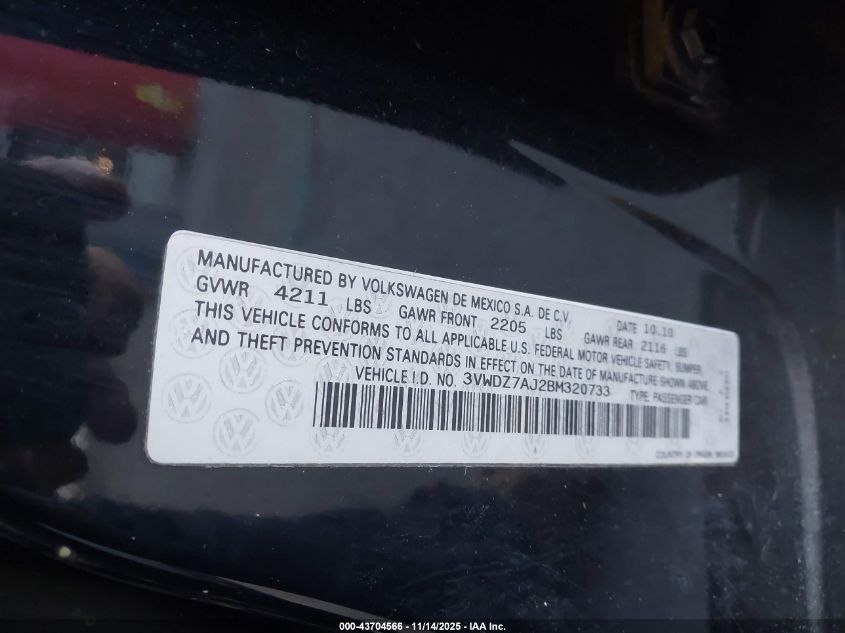 MANUFACTURED BY VOLKSWAGEN DE MEXICO S.A. DE C.V. DATE 10.10
GVWR 4211 LBS GAWR FRONT 2205 LBS GAWR REAR 2116 LBS
THIS VEHICLE CONFORMS TO ALL APPLICABLE U.S. FEDERAL MOTOR VEHICLE SAFETY, BUMPER,
AND THEFT PREVENTION STANDARDS IN EFFECT ON THE DATE OF MANUFACTURE SHOWN ABOVE.
VEHICLE I.D. NO. 3VWDZ7AJ2BM320733 TYPE: PASSENGER CAR
COUNTRY OF ORIGIN: MEXICO
000-43704566 - 11/14/2025 - IAA Inc.